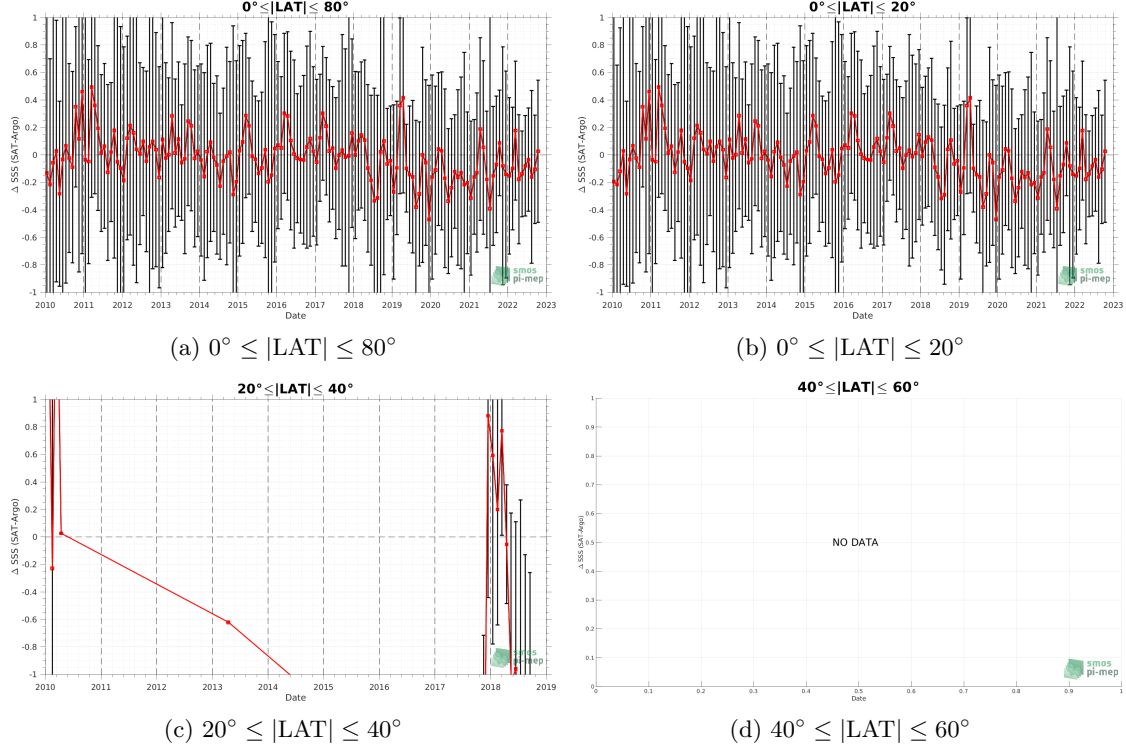 0°≤|LAT|≤ 80°
Δ SSS (SAT-Argo)
1
0.8
0.6
0.4
0.2
0
-0.2
-0.4
-0.6
-0.8
-1
2010 2011 2012 2013 2014 2015 2016 2017 2018 2019 2020 2021 2022 2023
Date
smos
pi-mep
(a) 0° ≤ |LAT| ≤ 80°
0°≤|LAT|≤ 20°
Δ SSS (SAT-Argo)
1
0.8
0.6
0.4
0.2
0
-0.2
-0.4
-0.6
-0.8
-1
2010 2011 2012 2013 2014 2015 2016 2017 2018 2019 2020 2021 2022 2023
Date
smos
pi-mep
(b) 0° ≤ |LAT| ≤ 20°
20°≤|LAT|≤ 40°
Δ SSS (SAT-Argo)
1
0.8
0.6
0.4
0.2
0
-0.2
-0.4
-0.6
-0.8
-1
2010 2011 2012 2013 2014 2015 2016 2017 2018 2019
Date
smos
pi-mep
(c) 20° ≤ |LAT| ≤ 40°
40°≤|LAT|≤ 60°
Δ SSS (SAT-Argo)
1
0.9
0.8
0.7
0.6
0.5
0.4
0.3
0.2
0.1
0
NO DATA
0 0.1 0.2 0.3 0.4 0.5 0.6 0.7 0.8 0.9 1
Date
smos
pi-mep
(d) 40° ≤ |LAT| ≤ 60°